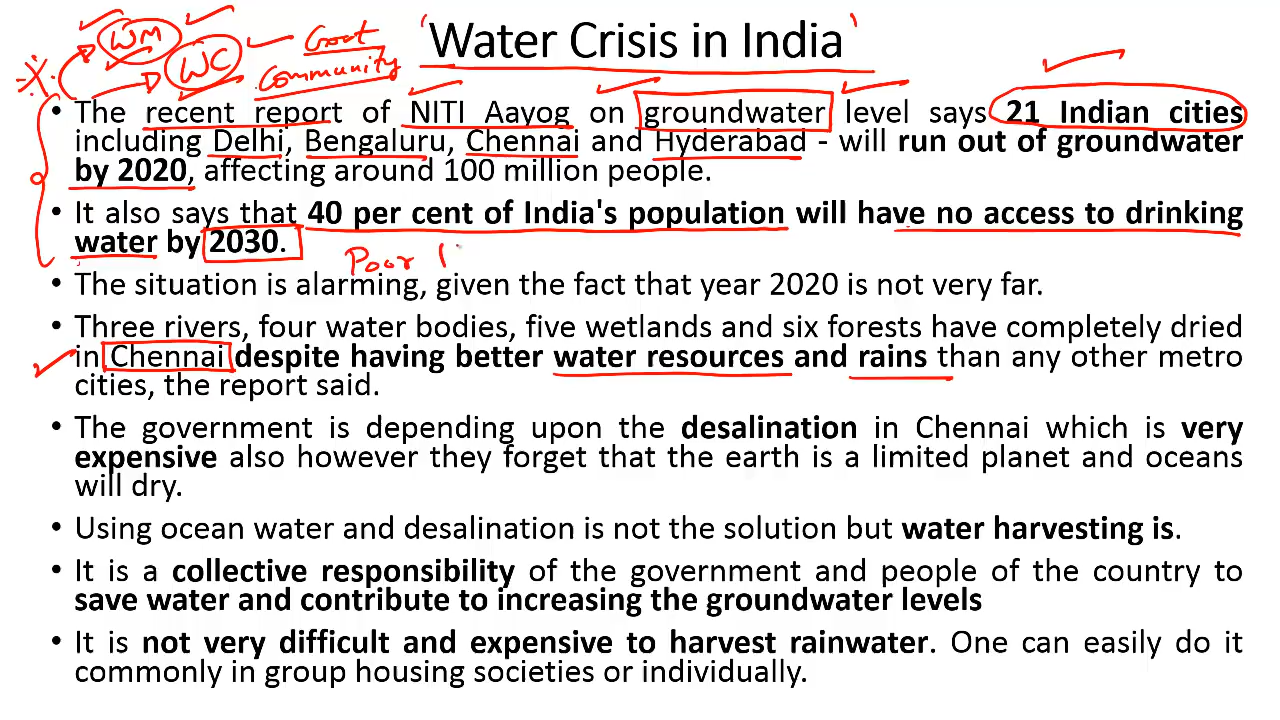 WM
WC
Govt
Community
'Water Crisis in India'
• The recent report of NITI Aayog on groundwater level says 21 Indian cities
including Delhi, Bengaluru, Chennai and Hyderabad - will run out of groundwater
by 2020, affecting around 100 million people.
• It also says that 40 per cent of India's population will have no access to drinking
water by 2030.
Poor
• The situation is alarming, given the fact that year 2020 is not very far.
• Three rivers, four water bodies, five wetlands and six forests have completely dried
in Chennai despite having better water resources and rains than any other metro
cities, the report said.
• The government is depending upon the desalination in Chennai which is very
expensive also however they forget that the earth is a limited planet and oceans
will dry.
• Using ocean water and desalination is not the solution but water harvesting is.
• It is a collective responsibility of the government and people of the country to
save water and contribute to increasing the groundwater levels
• It is not very difficult and expensive to harvest rainwater. One can easily do it
commonly in group housing societies or individually.